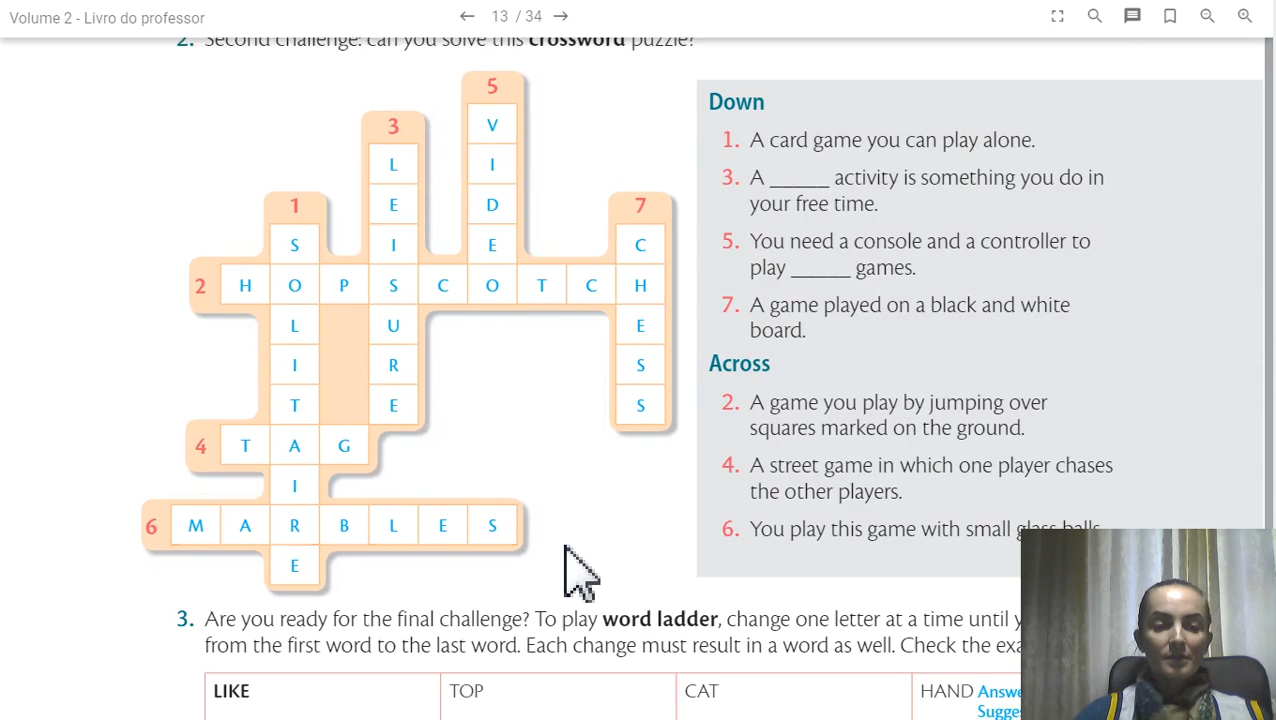 Volume 2 - Livro do professor
13 / 34
2. Second challenge: can you solve this crossword puzzle?
5
3 V
L I
1 E D 7
S I E C
2 H O P S C O T C H
L U E
I R S
T E S
4 T A G
I
6 M A R B L E S
E
Down
1. A card game you can play alone.
3. A _____ activity is something you do in
your free time.
5. You need a console and a controller to
play _____ games.
7. A game played on a black and white
board.
Across
2. A game you play by jumping over
squares marked on the ground.
4. A street game in which one player chases
the other players.
6. You play this game with small glass balls.
3. Are you ready for the final challenge? To play word ladder, change one letter at a time until
from the first word to the last word. Each change must result in a word as well. Check the
LIKE TOP CAT HAND